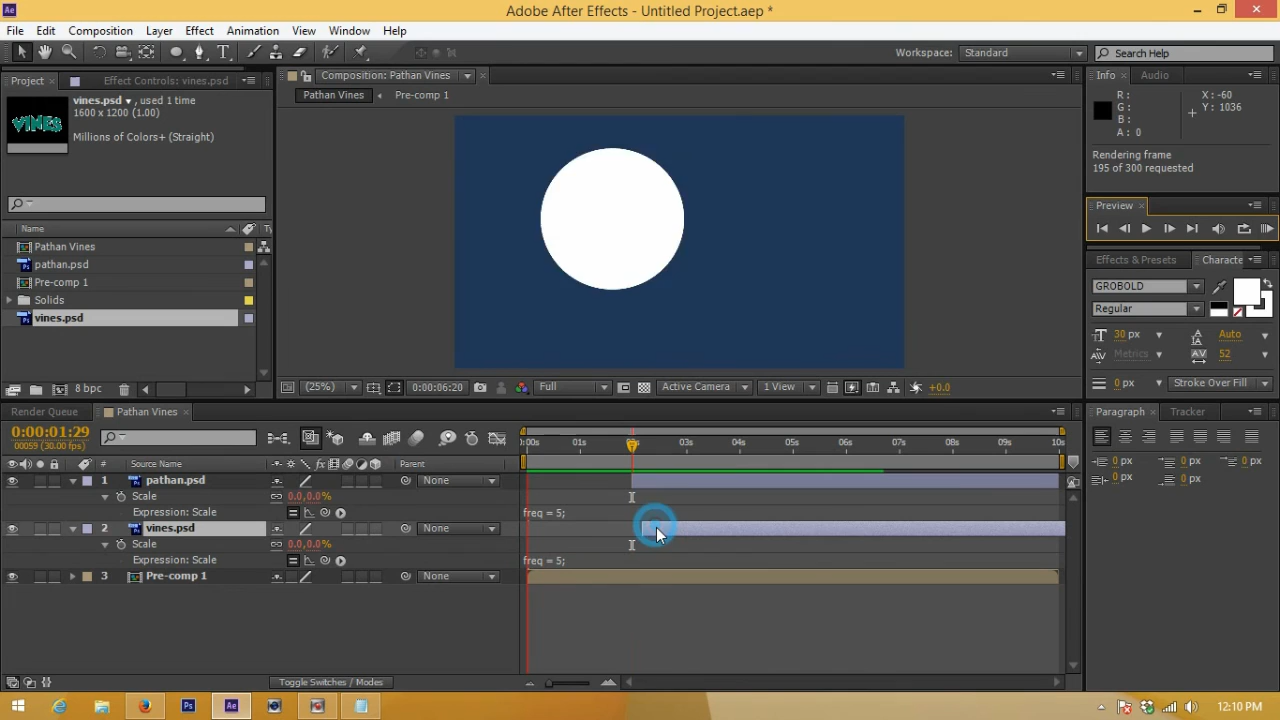 Adobe After Effects - Untitled Project.aep *
File Edit Composition Layer Effect Animation View Window Help
Workspace: Standard Search Help
Project Effect Controls: vines.psd
Composition: Pathan Vines
Info Audio
vines.psd, used 1 time
1600 x 1200 (1.00)
Millions of Colors+ (Straight)
VINES
Pathan Vines Pre-comp 1
R: X: -60
G: Y: 1036
B:
A: 0
Rendering frame
195 of 300 requested
Preview
Name Ty
Pathan Vines
pathan.psd
Pre-comp 1
Solids
vines.psd
8 bpc
Effects & Presets Characte
GROBOLD
Regular
30 px Auto
Metrics 52
0 px Stroke Over Fill
(25%) 0:00:06:20 Full Active Camera 1 View +0.0
Render Queue Pathan Vines
Paragraph Tracker
0:00:01:29
00059 (30.00 fps)
:00s 01s 03s 04s 05s 06s 07s 08s 09s 10s
# Source Name Parent
1 pathan.psd None
Scale 0.0,0.0%
Expression: Scale freq = 5;
2 vines.psd None
Scale 0.0,0.0%
Expression: Scale freq = 5;
3 Pre-comp 1 None
0 px 0 px 0 px
0 px 0 px
Toggle Switches / Modes
Ps Ae
12:10 PM